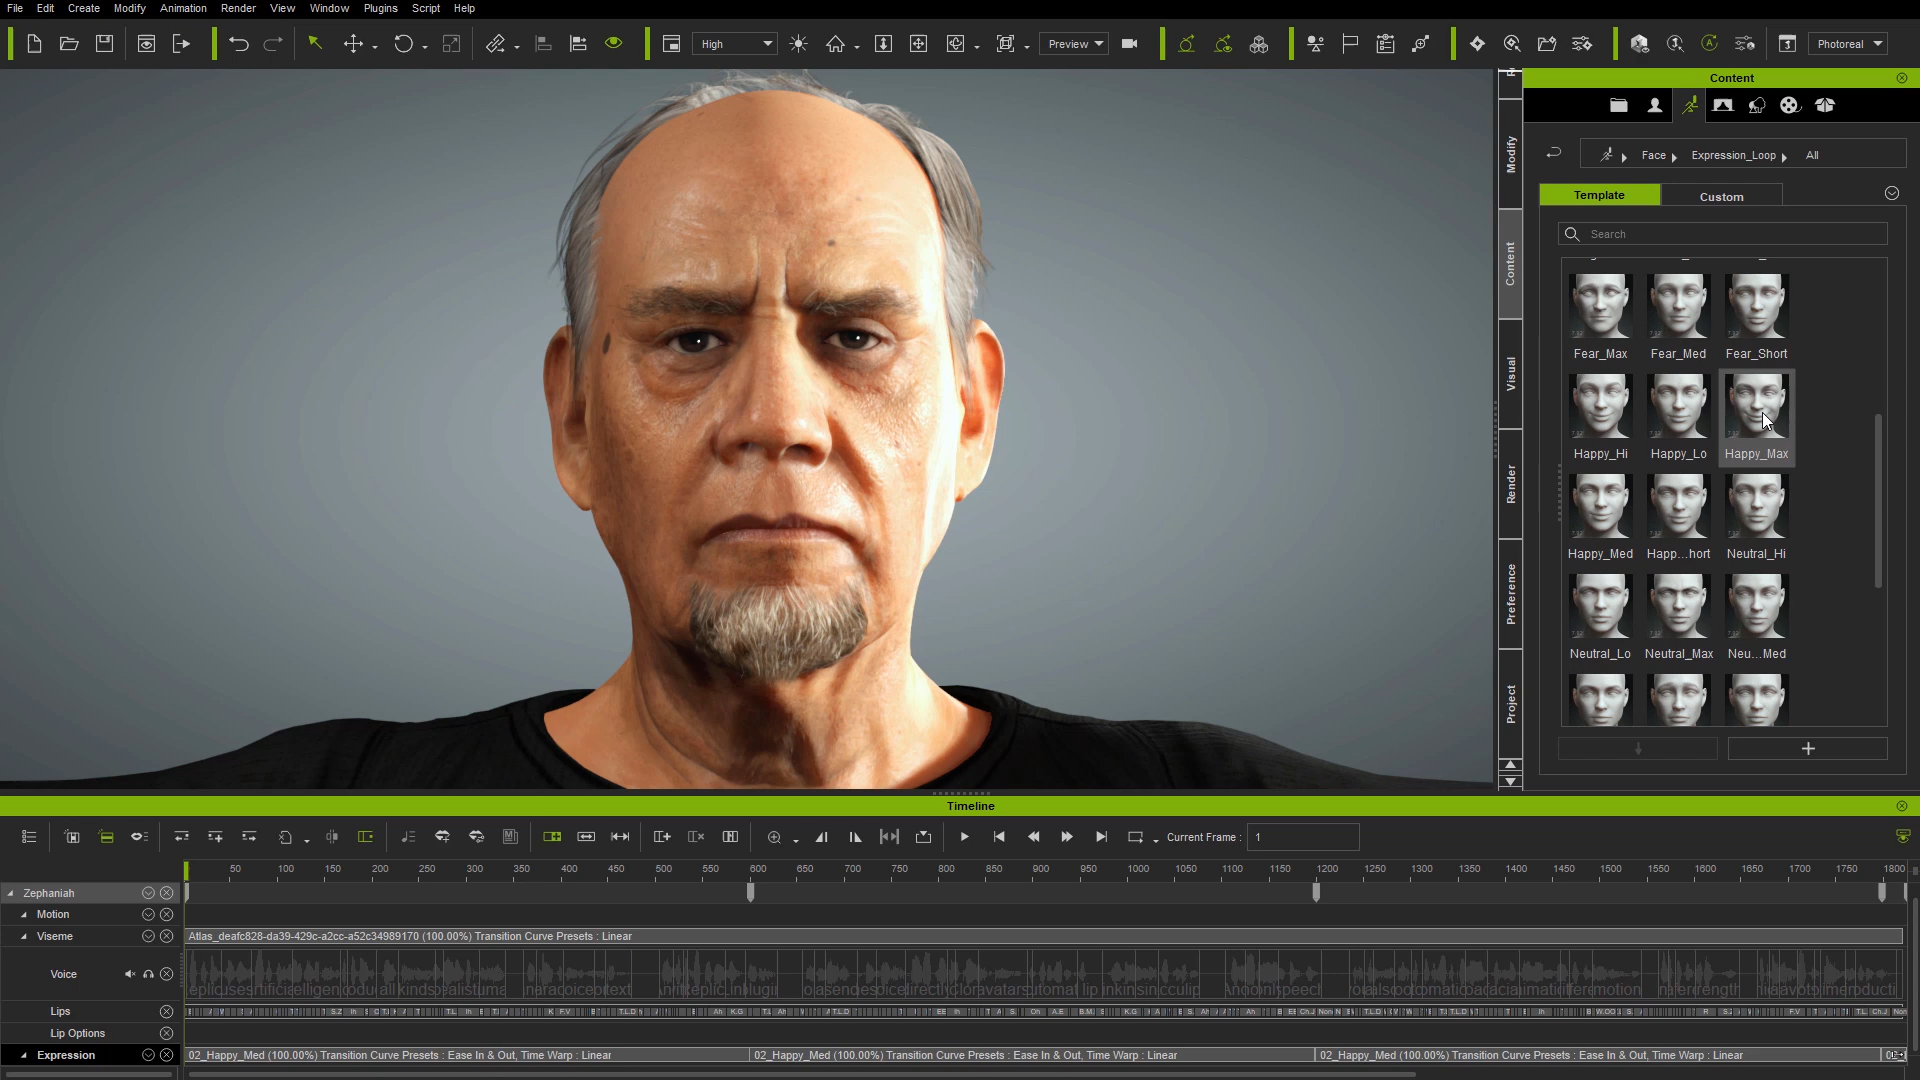 File Edit Create Modify Animation Render View Window Plugins Script Help
High
Preview
Photoreal
Content
Face Expression_Loop All
Template Custom
Search
Fear_Max Fear_Med Fear_Short
Happy_Hi Happy_Lo Happy_Max
Happy_Med Happ...hort Neutral_Hi
Neutral_Lo Neutral_Max Neu...Med
Modify
Content
Visual
Render
Preference
Project
Timeline
Current Frame : 1
50 100 150 200 250 300 350 400 450 500 550 600 650 700 750 800 850 900 950 1000 1050 1100 1150 1200 1250 1300 1350 1400 1450 1500 1550 1600 1650 1700 1750 1800
Zephaniah
Motion
Viseme
Atlas_deafc828-da39-429c-a2cc-a52c34989170 (100.00%) Transition Curve Presets : Linear
Voice
Lips
Lip Options
Expression
02_Happy_Med (100.00%) Transition Curve Presets : Ease In & Out, Time Warp : Linear
02_Happy_Med (100.00%) Transition Curve Presets : Ease In & Out, Time Warp : Linear
02_Happy_Med (100.00%) Transition Curve Presets : Ease In & Out, Time Warp : Linear